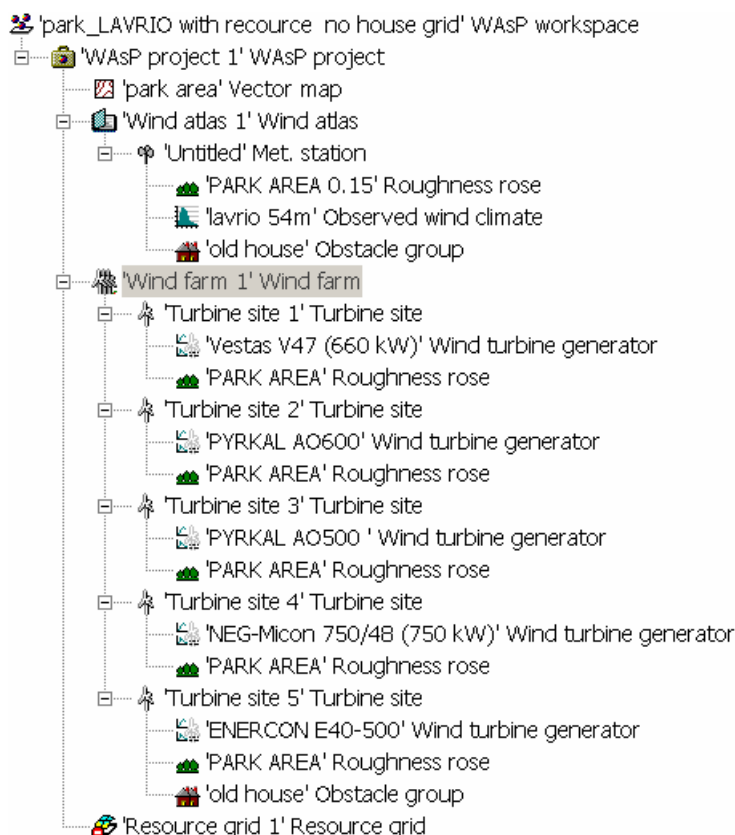 'park_LAVRIO with recource no house grid' WAsP workspace
'WAsP project 1' WAsP project
'park area' Vector map
'Wind atlas 1' Wind atlas
'Untitled' Met. station
'PARK AREA 0.15' Roughness rose
'lavrio 54m' Observed wind climate
'old house' Obstacle group
'Wind farm 1' Wind farm
'Turbine site 1' Turbine site
'Vestas V47 (660 kW)' Wind turbine generator
'PARK AREA' Roughness rose
'Turbine site 2' Turbine site
'PYRKAL AO600' Wind turbine generator
'PARK AREA' Roughness rose
'Turbine site 3' Turbine site
'PYRKAL AO500 ' Wind turbine generator
'PARK AREA' Roughness rose
'Turbine site 4' Turbine site
'NEG-Micon 750/48 (750 kW)' Wind turbine generator
'PARK AREA' Roughness rose
'Turbine site 5' Turbine site
'ENERCON E40-500' Wind turbine generator
'PARK AREA' Roughness rose
'old house' Obstacle group
'Resource grid 1' Resource grid